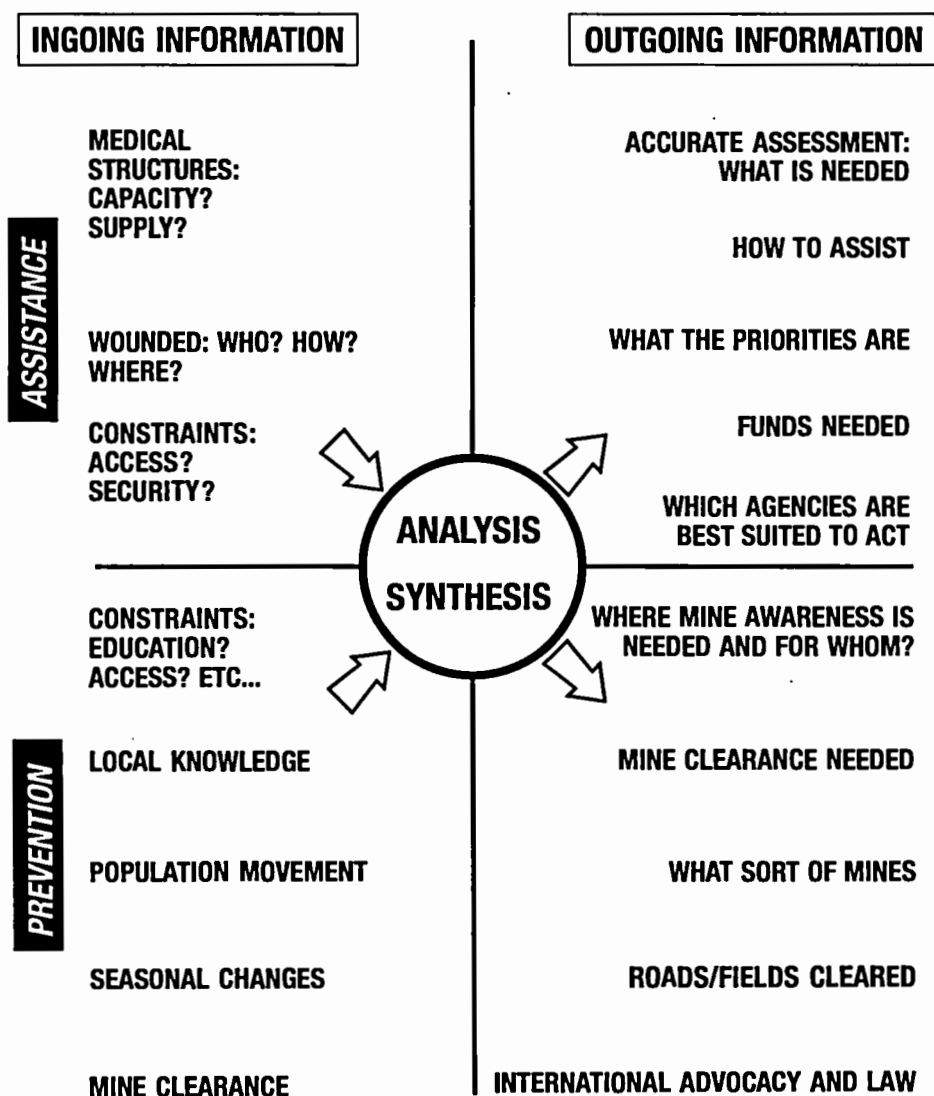 INGOING INFORMATION
OUTGOING INFORMATION
ASSISTANCE
MEDICAL
STRUCTURES:
CAPACITY?
SUPPLY?
WOUNDED: WHO? HOW?
WHERE?
CONSTRAINTS:
ACCESS?
SECURITY?
ACCURATE ASSESSMENT:
WHAT IS NEEDED
HOW TO ASSIST
WHAT THE PRIORITIES ARE
FUNDS NEEDED
WHICH AGENCIES ARE
BEST SUITED TO ACT
ANALYSIS
SYNTHESIS
PREVENTION
CONSTRAINTS:
EDUCATION?
ACCESS? ETC...
LOCAL KNOWLEDGE
POPULATION MOVEMENT
SEASONAL CHANGES
MINE CLEARANCE
WHERE MINE AWARENESS IS
NEEDED AND FOR WHOM?
MINE CLEARANCE NEEDED
WHAT SORT OF MINES
ROADS/FIELDS CLEARED
INTERNATIONAL ADVOCACY AND LAW